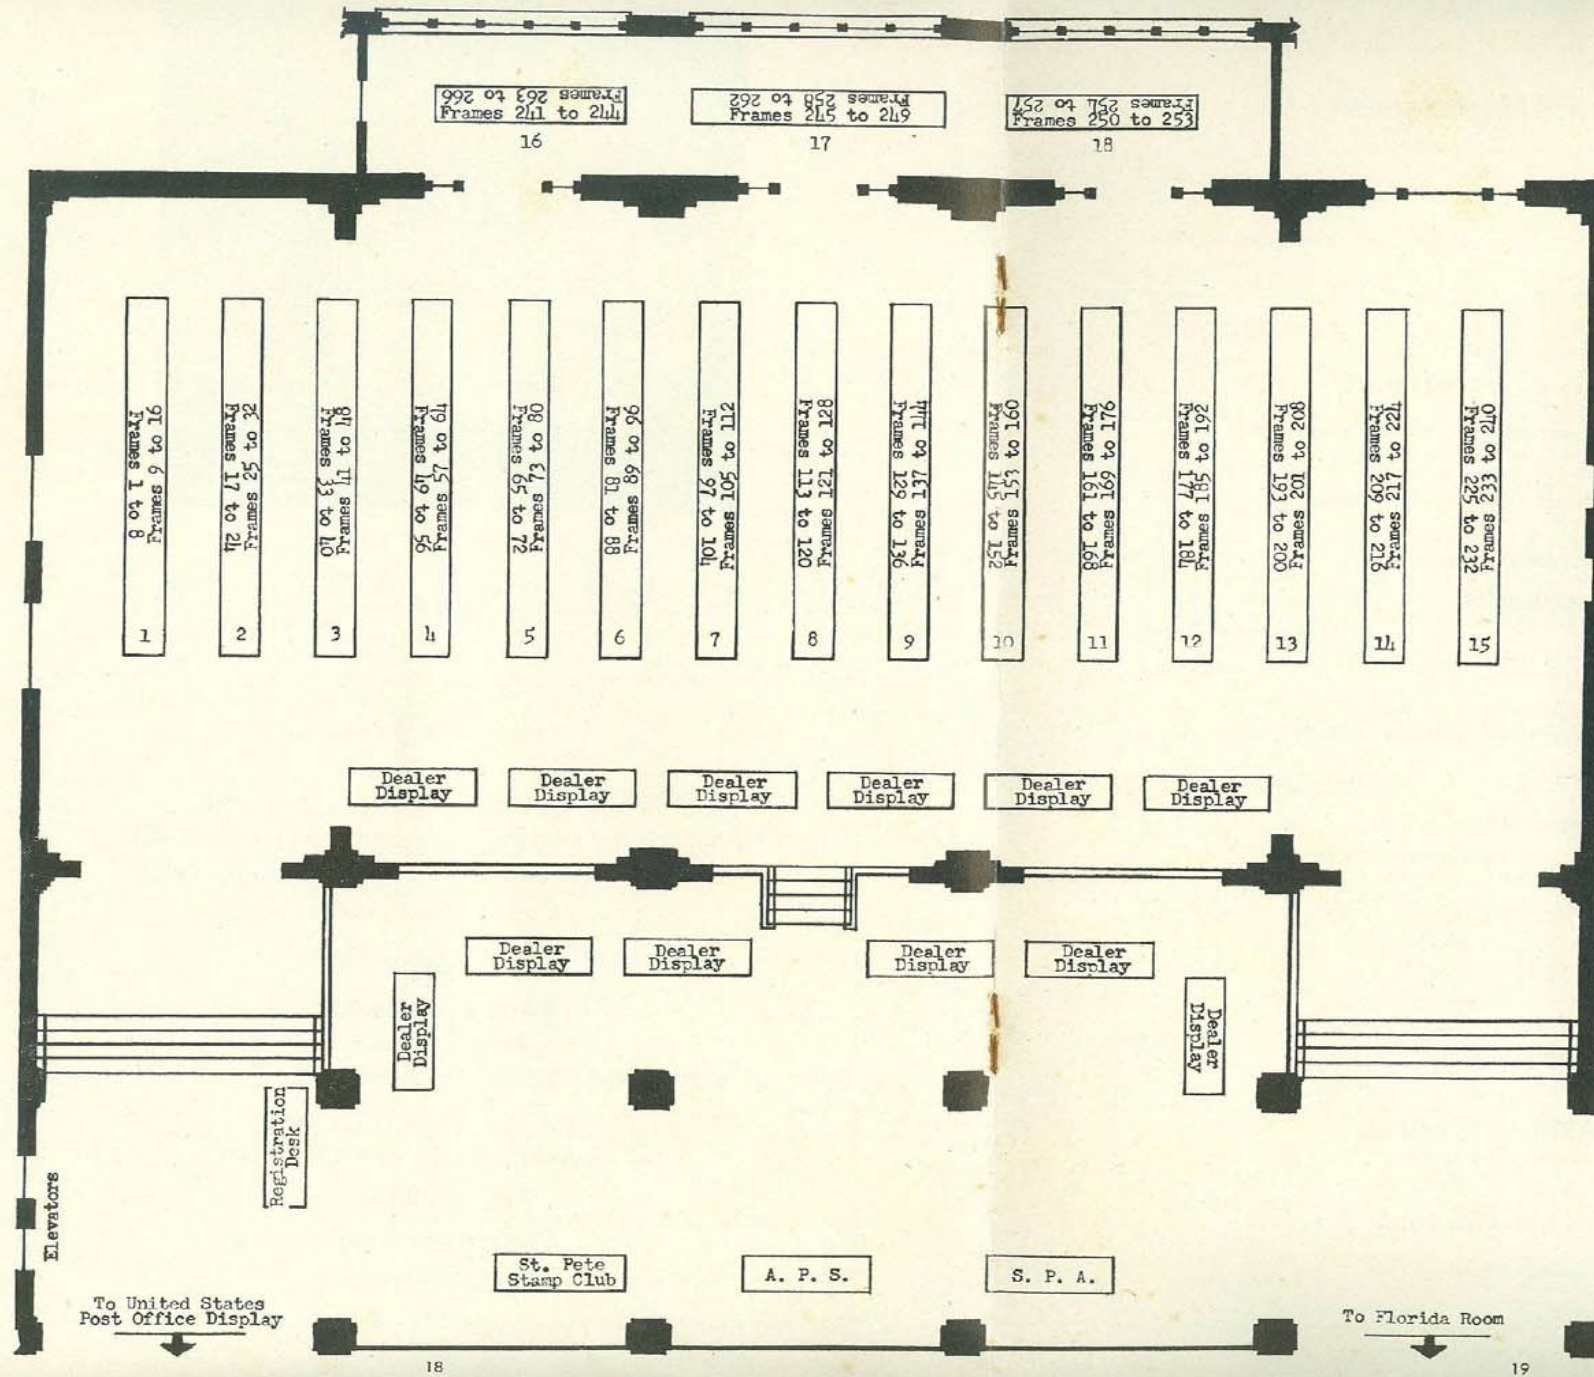 Frames 263 to 266
Frames 241 to 244
16
Frames 258 to 262
Frames 245 to 249
17
Frames 254 to 257
Frames 250 to 253
18
Frames 9 to 16
Frames 1 to 8
1
Frames 25 to 32
Frames 17 to 24
2
Frames 41 to 48
Frames 33 to 40
3
Frames 57 to 64
Frames 49 to 56
4
Frames 73 to 80
Frames 65 to 72
5
Frames 89 to 96
Frames 81 to 88
6
Frames 105 to 112
Frames 97 to 104
7
Frames 121 to 128
Frames 113 to 120
8
Frames 137 to 144
Frames 129 to 136
9
Frames 153 to 160
Frames 145 to 152
10
Frames 169 to 176
Frames 161 to 168
11
Frames 185 to 192
Frames 177 to 184
12
Frames 201 to 208
Frames 193 to 200
13
Frames 217 to 224
Frames 209 to 216
14
Frames 233 to 240
Frames 225 to 232
15
Dealer
Display
Dealer
Display
Dealer
Display
Dealer
Display
Dealer
Display
Dealer
Display
Dealer
Display
Dealer
Display
Dealer
Display
Dealer
Display
Dealer
Display
Dealer
Display
Registration
Desk
Elevators
St. Pete
Stamp Club
A. P. S.
S. P. A.
To United States
Post Office Display
To Florida Room
18
19